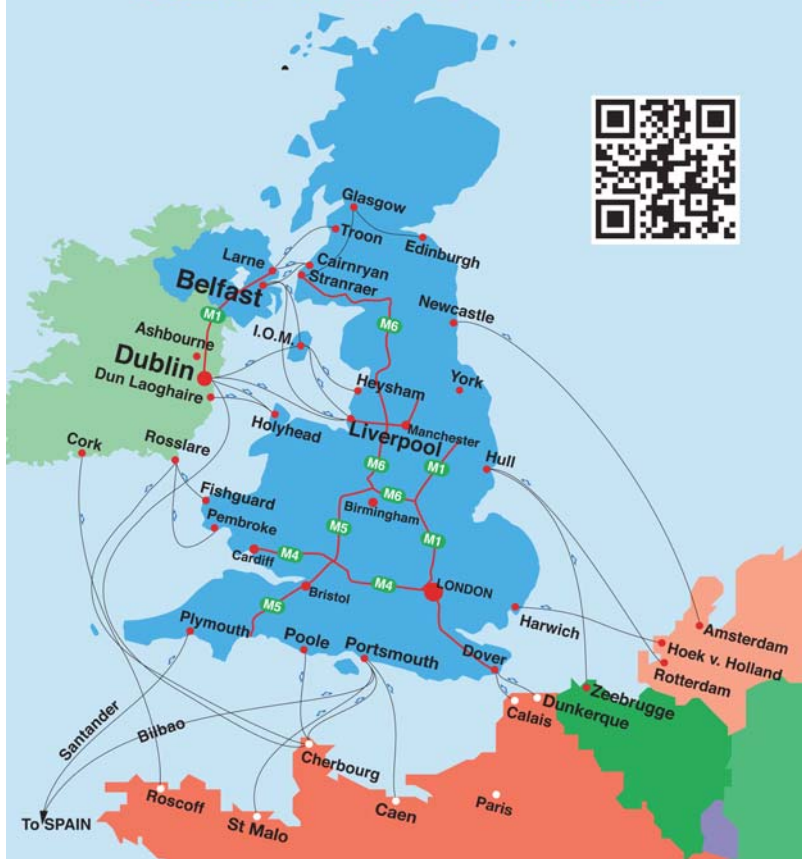 Glasgow
Troon
Edinburgh
Larne
Cairnryan
Belfast
Stranraer
Newcastle
M1
M6
I.O.M.
Ashbourne
Dublin
Heysham
York
Dun Laoghaire
Holyhead
Liverpool
Manchester
Cork
Rosslare
Hull
M6
M1
Fishguard
M6
Birmingham
Pembroke
M5
M1
Cardiff
M4
M4
LONDON
Bristol
M5
Harwich
Plymouth
Poole
Portsmouth
Dover
Amsterdam
Hoek v. Holland
Rotterdam
Zeebrugge
Dunkerque
Calais
Santander
Bilbao
Cherbourg
Roscoff
St Malo
Caen
Paris
To SPAIN